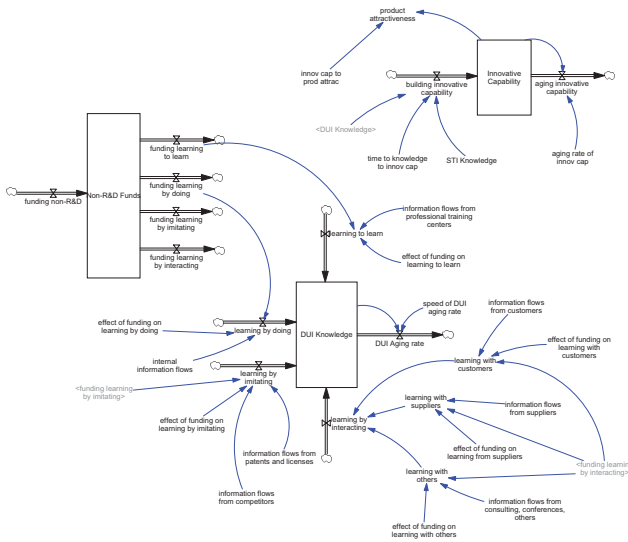 product
attractiveness
innov cap to
prod attrac
building innovative
capability
Innovative
Capability
aging innovative
capability
<DUI Knowledge>
time to knowledge
to innov cap
STI Knowledge
aging rate of
innov cap
funding learning
to learn
funding non-R&D
Non-R&D Funds
funding learning
by doing
funding learning
by imitating
funding learning
by interacting
information flows from
professional training
centers
learning to learn
effect of funding on
learning to learn
effect of funding on
learning by doing
learning by doing
DUI Knowledge
speed of DUI
aging rate
DUI Aging rate
information flows
from customers
effect of funding on
learning with
customers
internal
information flows
learning by
imitating
learning with
customers
<funding learning
by imitating>
effect of funding on
learning by imitating
learning by
interacting
learning with
suppliers
information flows
from suppliers
information flows from
patents and licenses
effect of funding on
learning from suppliers
information flows
from competitors
learning with
others
<funding learnin
by interacting>
information flows from
consulting, conferences,
others
effect of funding on
learning with others